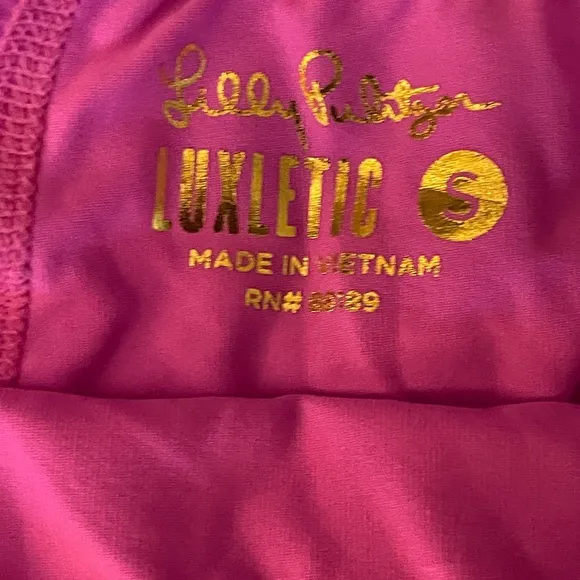 Lilly Pulitzer
LUXLETIC S
MADE IN VIETNAM
RN#